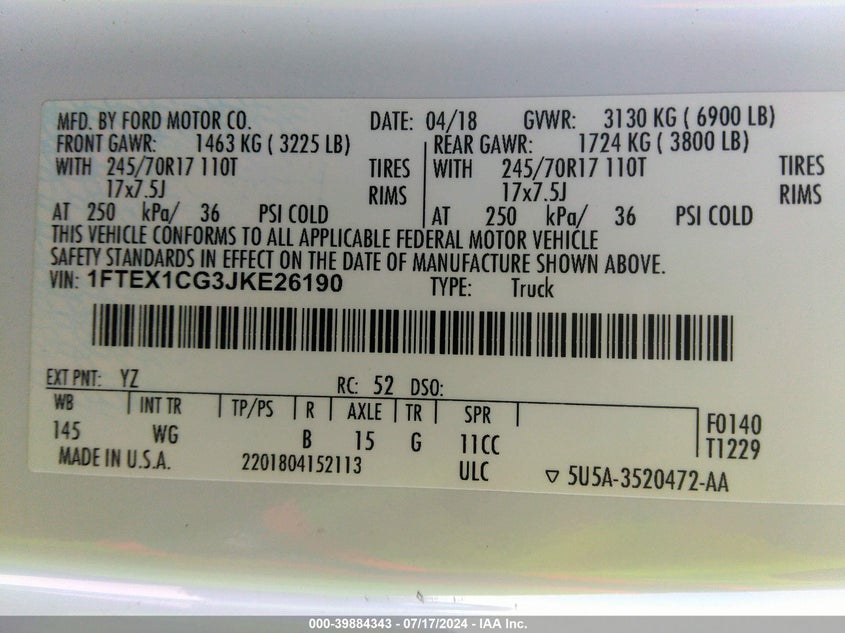 MFD. BY FORD MOTOR CO. DATE: 04/18 GVWR: 3130 KG ( 6900 LB)
FRONT GAWR: 1463 KG ( 3225 LB) REAR GAWR: 1724 KG ( 3800 LB)
WITH 245/70R17 110T TIRES WITH 245/70R17 110T TIRES
17x7.5J RIMS 17x7.5J RIMS
AT 250 kPa/ 36 PSI COLD AT 250 kPa/ 36 PSI COLD
THIS VEHICLE CONFORMS TO ALL APPLICABLE FEDERAL MOTOR VEHICLE
SAFETY STANDARDS IN EFFECT ON THE DATE OF MANUFACTURE SHOWN ABOVE.
VIN: 1FTEX1CG3JKE26190 TYPE: Truck
EXT PNT: YZ RC: 52 DSO:
WB INT TR TP/PS R AXLE TR SPR F0140
145 WG B 15 G 11CC T1229
MADE IN U.S.A. 2201804152113 ULC 5U5A-3520472-AA
000-39884343 - 07/17/2024 - IAA Inc.